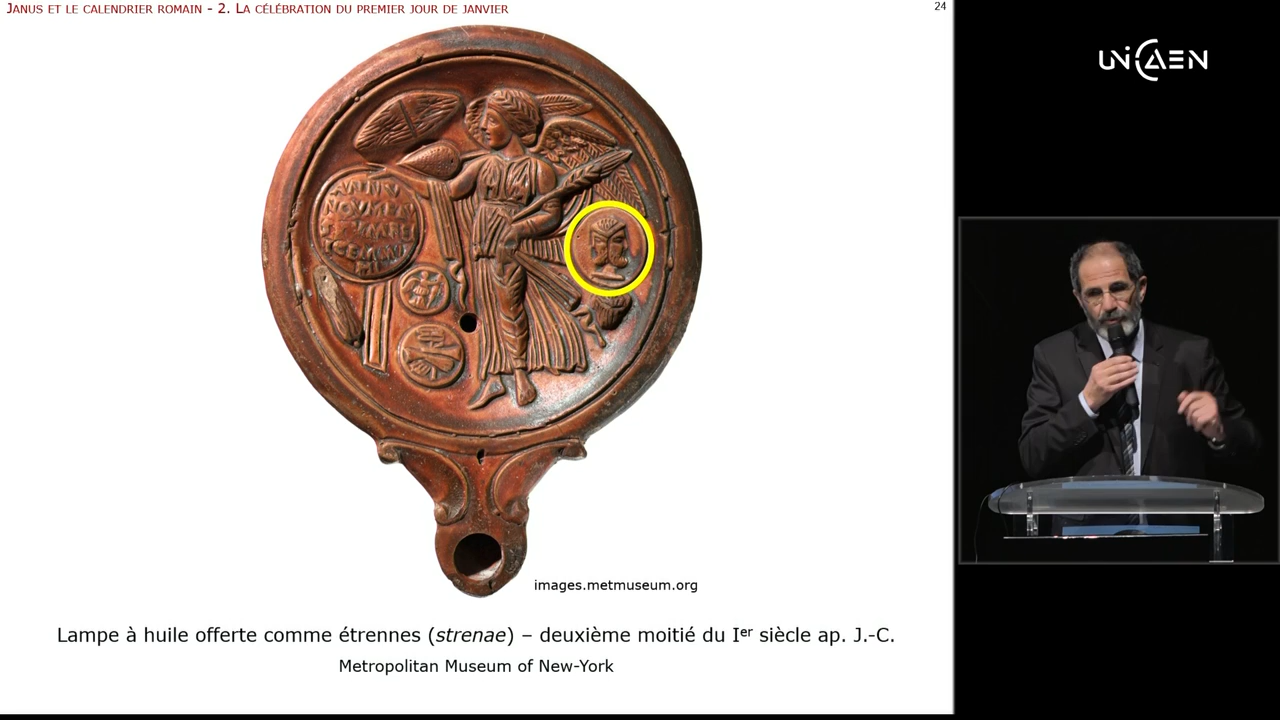 Janus et le calendrier romain - 2. La célébration du premier jour de janvier
24
UNICAEN
images.metmuseum.org
Lampe à huile offerte comme étrennes (strenae) – deuxième moitié du Ier siècle ap. J.-C.
Metropolitan Museum of New-York